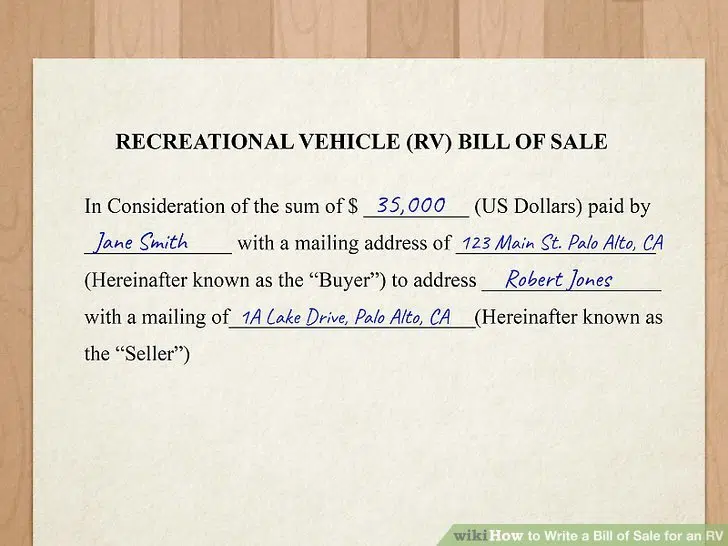 RECREATIONAL VEHICLE (RV) BILL OF SALE
In Consideration of the sum of $ 35,000 (US Dollars) paid by
Jane Smith with a mailing address of 123 Main St. Palo Alto, CA
(Hereinafter known as the “Buyer”) to address Robert Jones
with a mailing of 1A Lake Drive, Palo Alto, CA (Hereinafter known as
the “Seller”)
wikiHow to Write a Bill of Sale for an RV